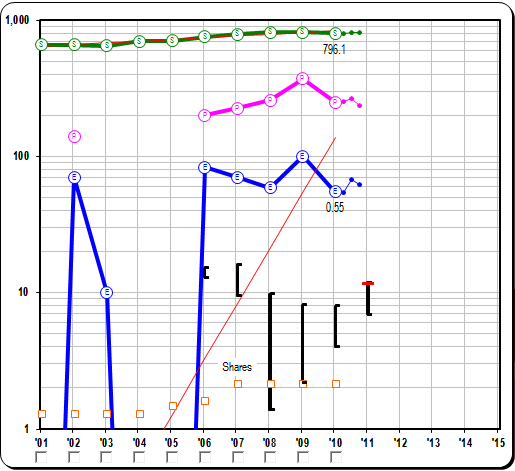 1,000
S S S S S S S S S S
796.1
P P P P P P
100
E E E E E E E
0.55
10
Shares
1
'01 '02 '03 '04 '05 '06 '07 '08 '09 '10 '11 '12 '13 '14 '15